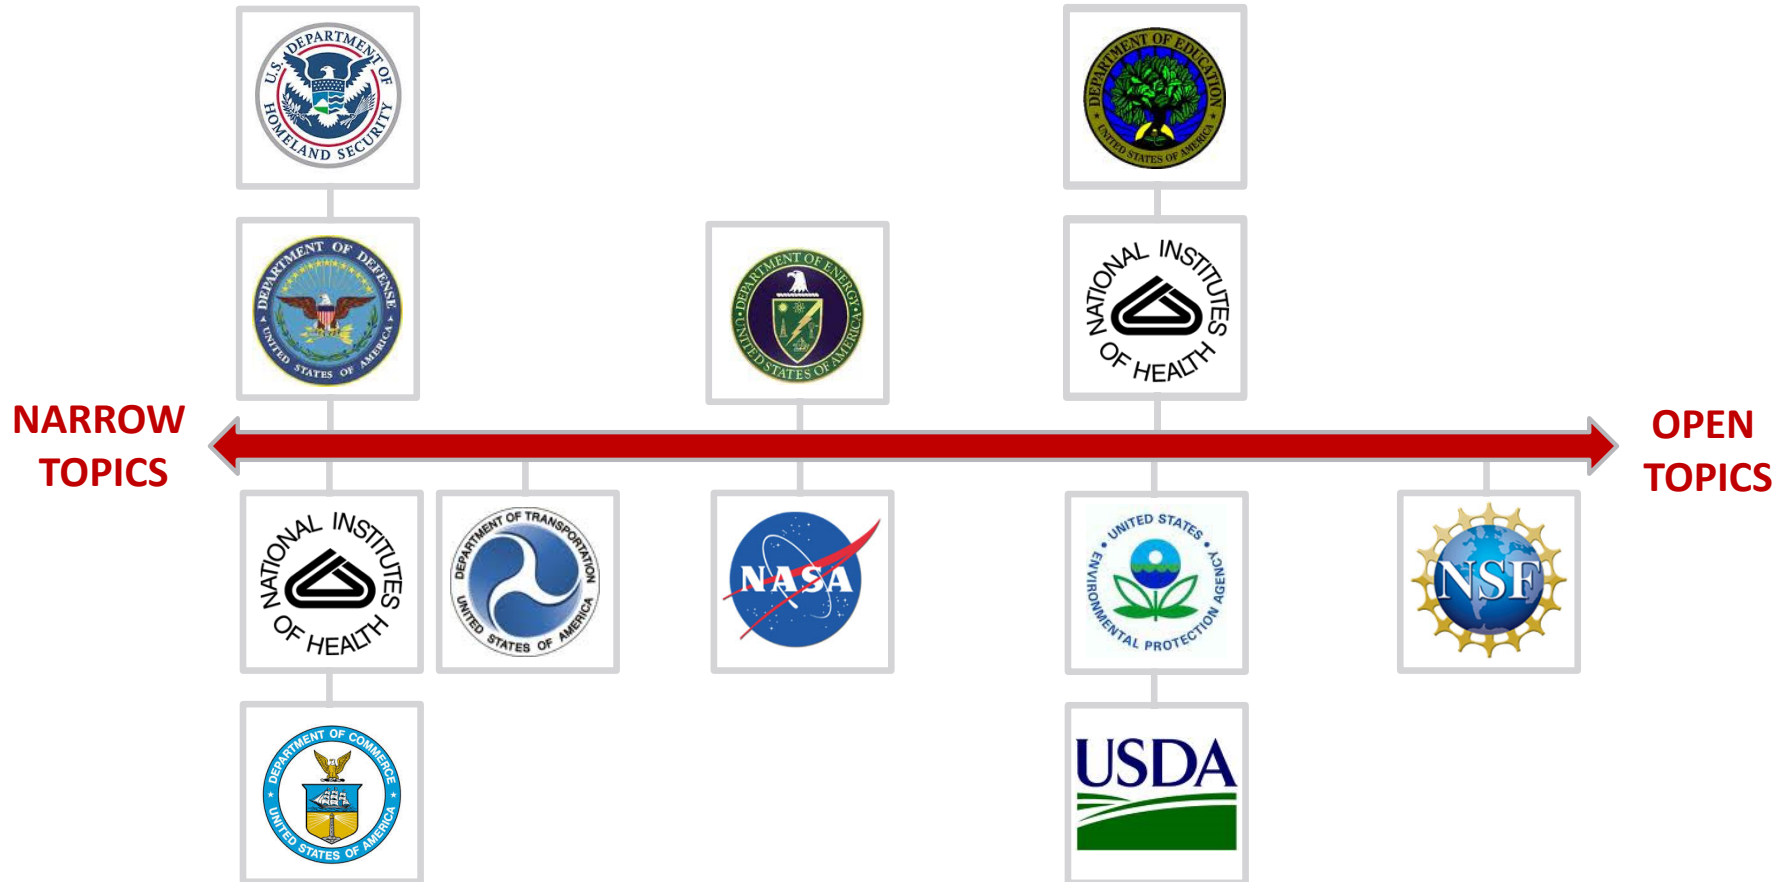 U.S. DEPARTMENT OF
HOMELAND SECURITY
DEPARTMENT OF EDUCATION
UNITED STATES OF AMERICA
DEPARTMENT OF DEFENSE
UNITED STATES OF AMERICA
DEPARTMENT OF ENERGY
UNITED STATES OF AMERICA
NATIONAL INSTITUTES
OF HEALTH
NARROW
TOPICS
OPEN
TOPICS
NATIONAL INSTITUTES
OF HEALTH
DEPARTMENT OF TRANSPORTATION
UNITED STATES OF AMERICA
NASA
UNITED STATES
ENVIRONMENTAL PROTECTION AGENCY
NSF
DEPARTMENT OF COMMERCE
UNITED STATES OF AMERICA
USDA